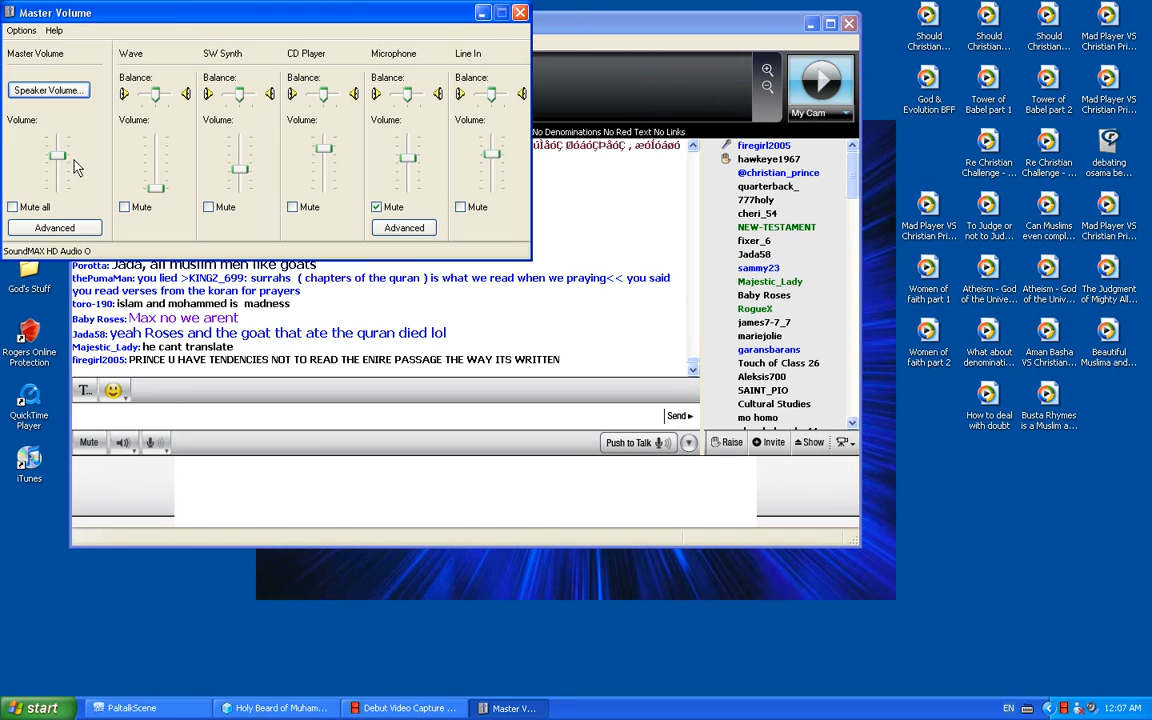 Master Volume
Options Help
Master Volume
Wave
SW Synth
CD Player
Microphone
Line In
Speaker Volume...
Balance:
Balance:
Balance:
Balance:
Balance:
Volume:
Volume:
Volume:
Volume:
Volume:
Volume:
Mute all
Mute
Mute
Mute
Mute
Mute
Advanced
Advanced
SoundMAX HD Audio O
My Cam
No Denominations No Red Text No Links
Porotta: Jada, all muslim men like goats
thePumaMan: you lied >KINGZ_699: surrahs ( chapters of the quran ) is what we read when we praying<< you said
you read verses from the koran for prayers
toro-190: islam and mohammed is madness
Baby Roses: Max no we arent
Jada58: yeah Roses and the goat that ate the quran died lol
Majestic_Lady: he cant translate
firegirl2005: PRINCE U HAVE TENDENCIES NOT TO READ THE ENIRE PASSAGE THE WAY ITS WRITTEN
T...
Send
Mute
Push to Talk
Raise
Invite
Show
firegirl2005
hawkeye1967
@christian_prince
quarterback_
777holy
cheri_54
NEW-TESTAMENT
fixer_6
Jada58
sammy23
Majestic_Lady
Baby Roses
RogueX
james7-7_7
mariejolie
garansbarans
Touch of Class 26
Aleksis700
SAINT_PIO
Cultural Studies
mo homo
God's Stuff
Rogers Online
Protection
QuickTime
Player
iTunes
Should
Christian...
Should
Christian...
Should
Christian...
Mad Player VS
Christian Pri...
God &
Evolution BFF
Tower of
Babel part 1
Tower of
Babel part 2
Mad Player VS
Christian Pri...
Re Christian
Challenge - ...
Re Christian
Challenge - ...
debating
osama be...
Mad Player VS
Christian Pri...
To Judge or
not to Jud...
Can Muslims
even compl...
Mad Player VS
Christian Pri...
Women of
faith part 1
Atheism - God
of the Unive...
Atheism - God
of the Univ...
The Judgment
of Mighty All...
Women of
faith part 2
What about
denominati...
Aman Basha
VS Christian...
Beautiful
Muslima and...
How to deal
with doubt
Busta Rhymes
is a Muslim a...
start
PaltalkScene
Holy Beard of Muham...
Debut Video Capture ...
Master V...
EN
12:07 AM